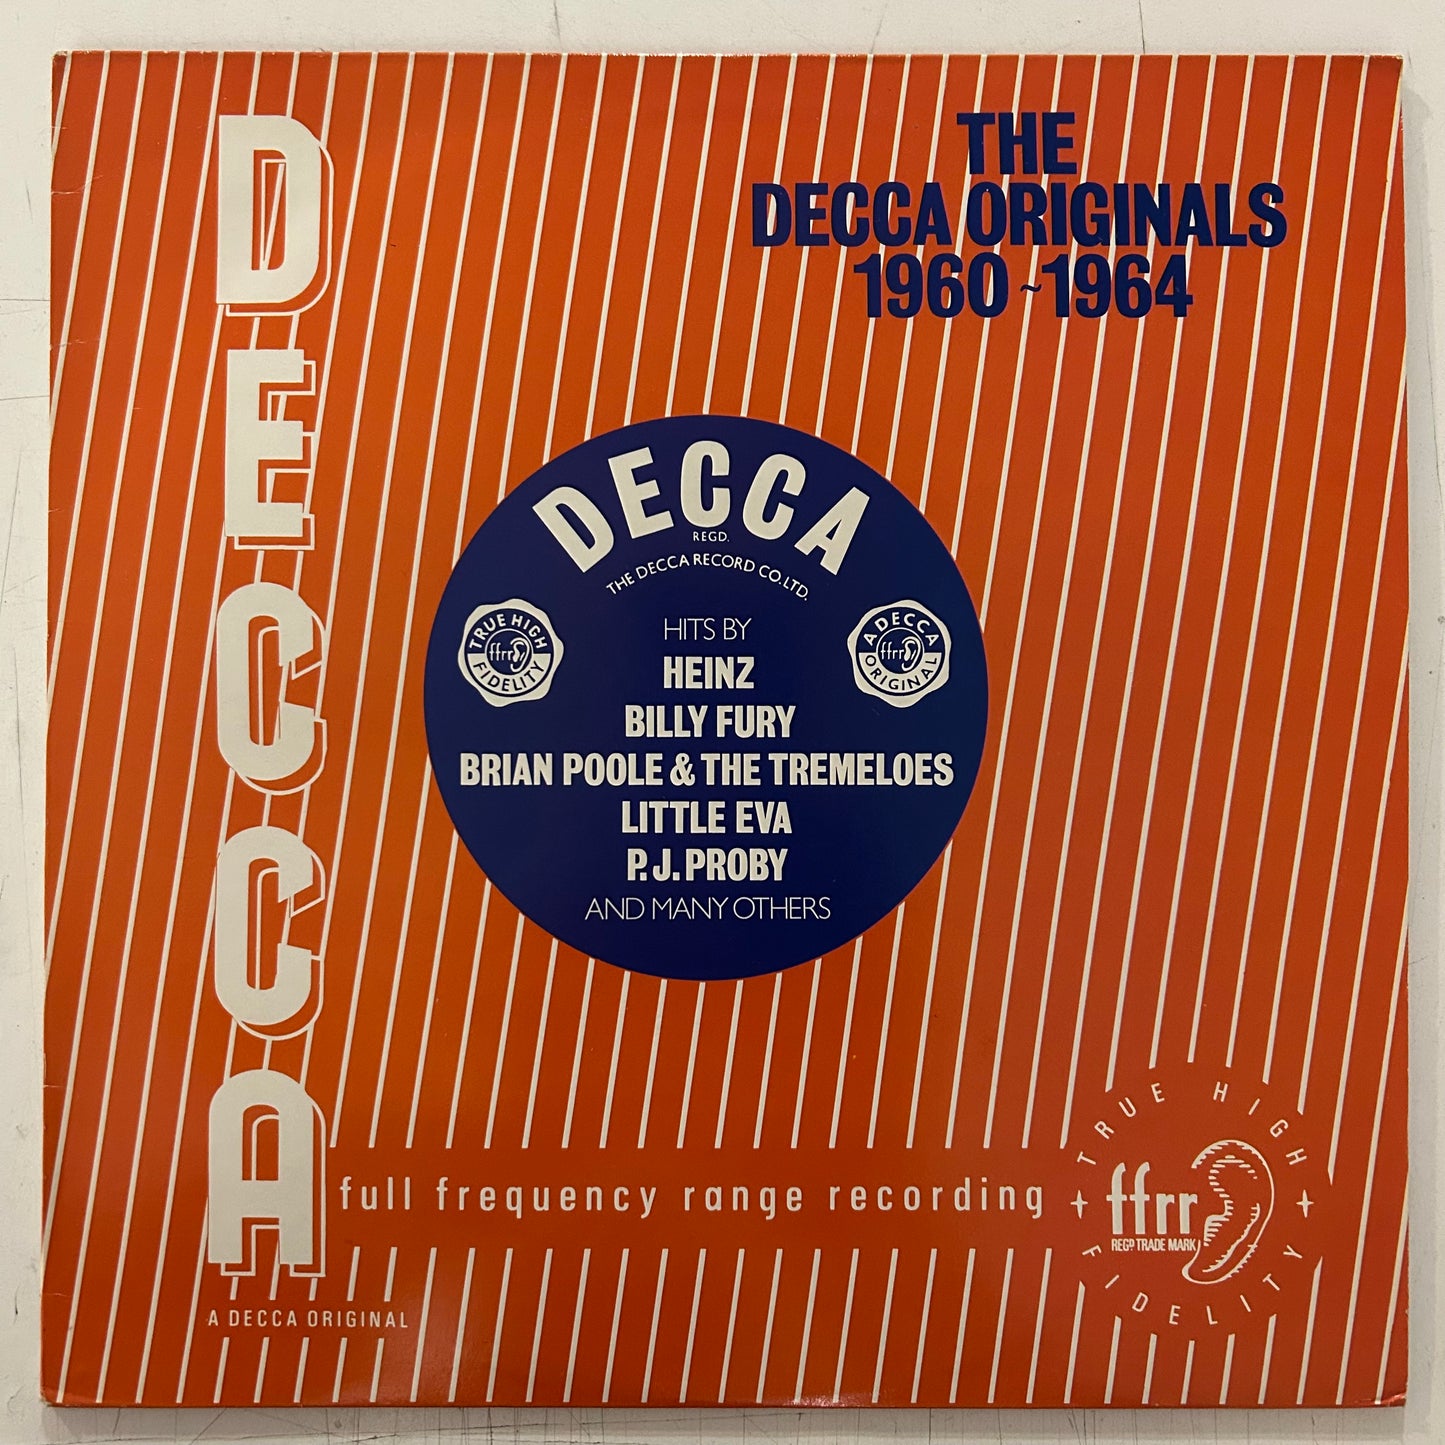 DECCA
THE
DECCA ORIGINALS
1960~1964
DECCA
REGD.
THE DECCA RECORD CO. LTD.
TRUE HIGH
ffrr
FIDELITY
A DECCA
ffrr
ORIGINAL
HITS BY
HEINZ
BILLY FURY
BRIAN POOLE & THE TREMELOES
LITTLE EVA
P.J. PROBY
AND MANY OTHERS
full frequency range recording
TRUE HIGH
ffrr
REGD TRADE MARK
FIDELITY
A DECCA ORIGINAL